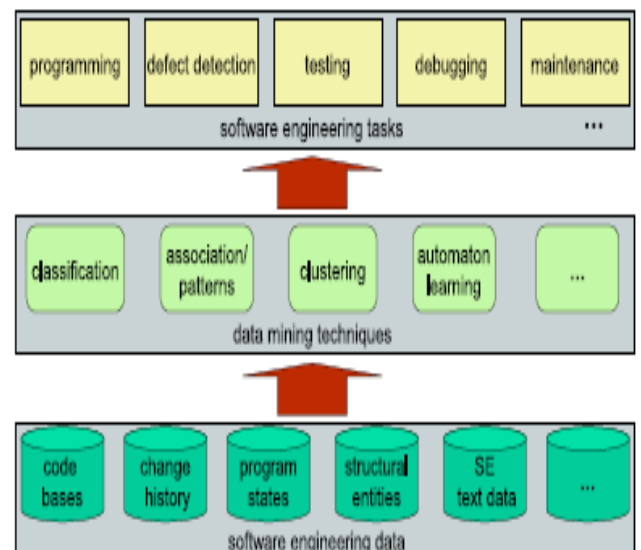 programming
defect detection
testing
debugging
maintenance
software engineering tasks
...
classification
association/
patterns
clustering
automaton
learning
...
data mining techniques
code
bases
change
history
program
states
structural
entities
SE
text data
...
software engineering data